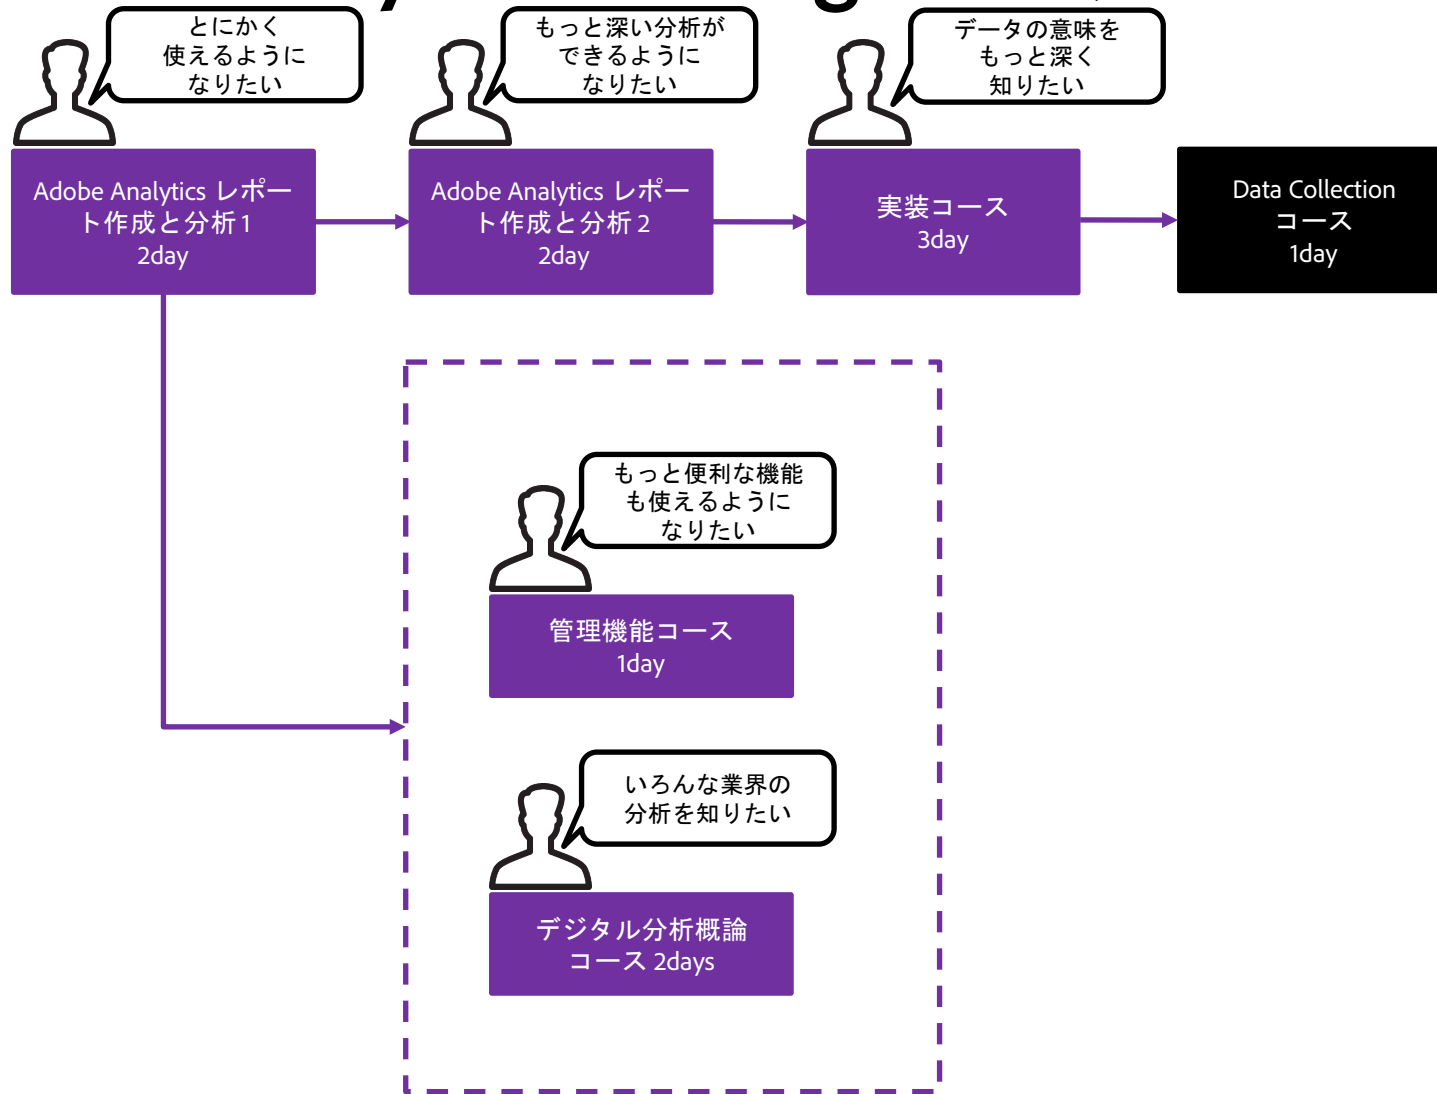 とにかく
使えるように
なりたい
もっと深い分析が
できるように
なりたい
データの意味を
もっと深く
知りたい
Adobe Analytics レポー
ト作成と分析 1
2day
Adobe Analytics レポー
ト作成と分析 2
2day
実装コース
3day
Data Collection
コース
1day
もっと便利な機能
も使えるように
なりたい
管理機能コース
1day
いろんな業界の
分析を知りたい
デジタル分析概論
コース 2days